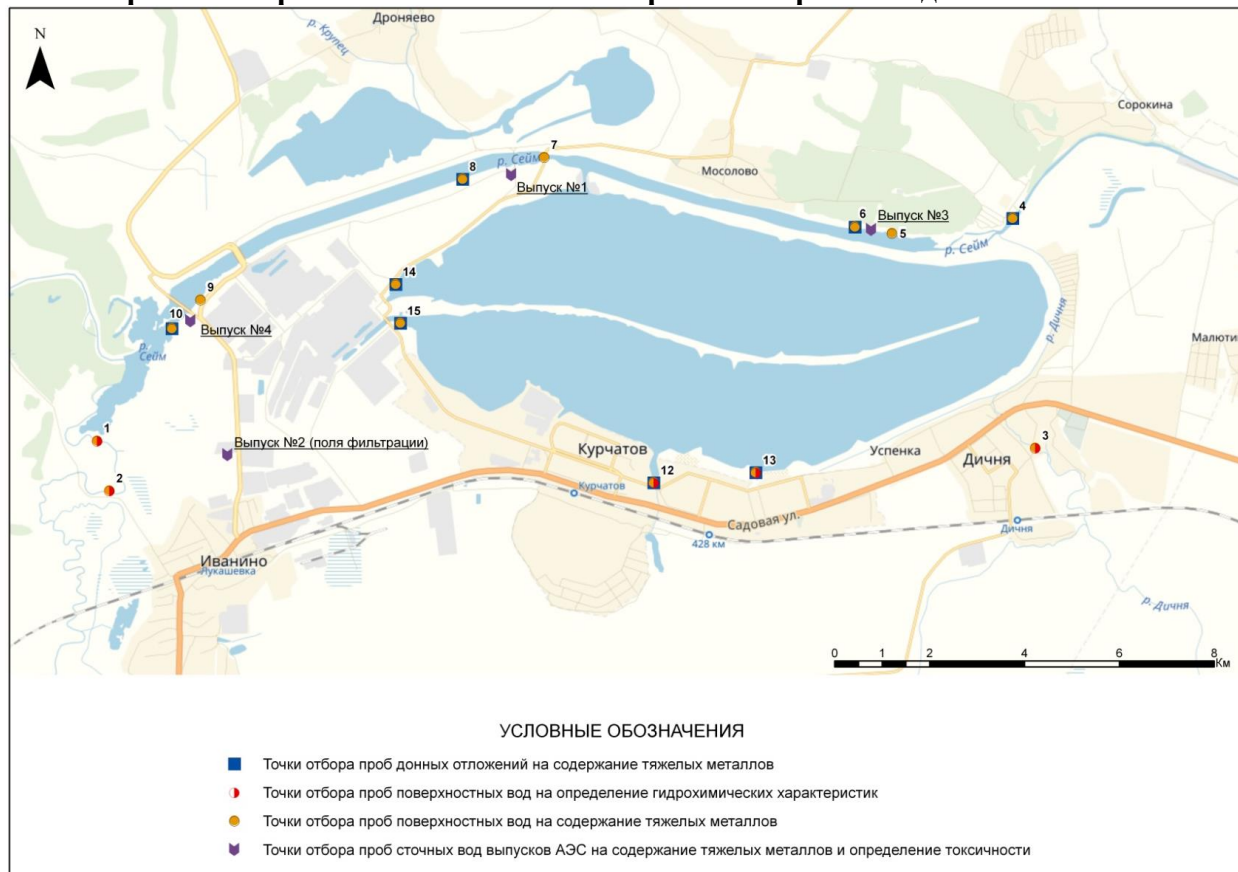 N
Дроняево
р. Крупец
Сорокина
7
р. Сейм
8
Мосолово
Выпуск №1
6
Выпуск №3
4
5
р. Сейм
14
9
15
10
Выпуск №4
р. Дичня
р.
Сейм
Малютин
1
Выпуск №2 (поля фильтрации)
Курчатов
Успенка
Дичня
3
2
12
13
Курчатов
Садовая ул.
428 км
Дичня
Иванино
Лукашевка
р. Дичня
0 1 2 4 6 8
Км
УСЛОВНЫЕ ОБОЗНАЧЕНИЯ
Точки отбора проб донных отложений на содержание тяжелых металлов
Точки отбора проб поверхностных вод на определение гидрохимических характеристик
Точки отбора проб поверхностных вод на содержание тяжелых металлов
Точки отбора проб сточных вод выпусков АЭС на содержание тяжелых металлов и определение токсичности